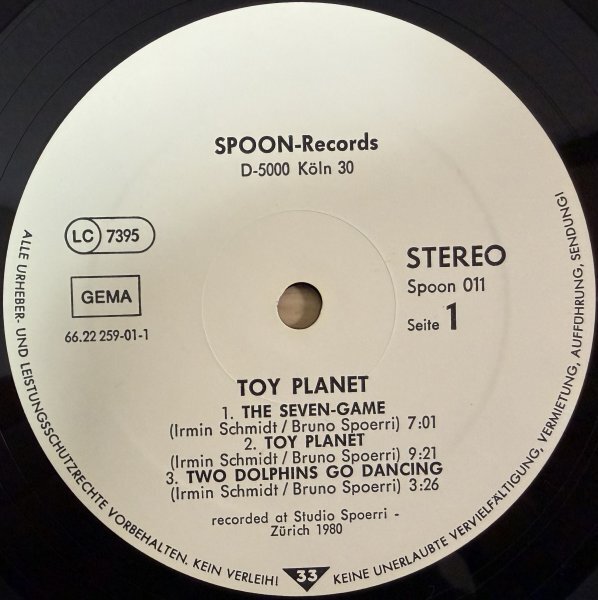 SPOON-Records
D-5000 Köln 30
LC 7395
GEMA
66.22 259-01-1
STEREO
Spoon 011
Seite 1
TOY PLANET
1. THE SEVEN-GAME
(Irmin Schmidt / Bruno Spoerri) 7:01
2. TOY PLANET
(Irmin Schmidt / Bruno Spoerri) 9:21
3. TWO DOLPHINS GO DANCING
(Irmin Schmidt / Bruno Spoerri) 3:26
recorded at Studio Spoerri -
Zürich 1980
ALLE URHEBER- UND LEISTUNGSSCHUTZRECHTE VORBEHALTEN. KEIN VERLEIH! 33 KEINE UNERLAUBTE VERVIELFÄLTIGUNG, VERMIETUNG, AUFFÜHRUNG, SENDUNG!